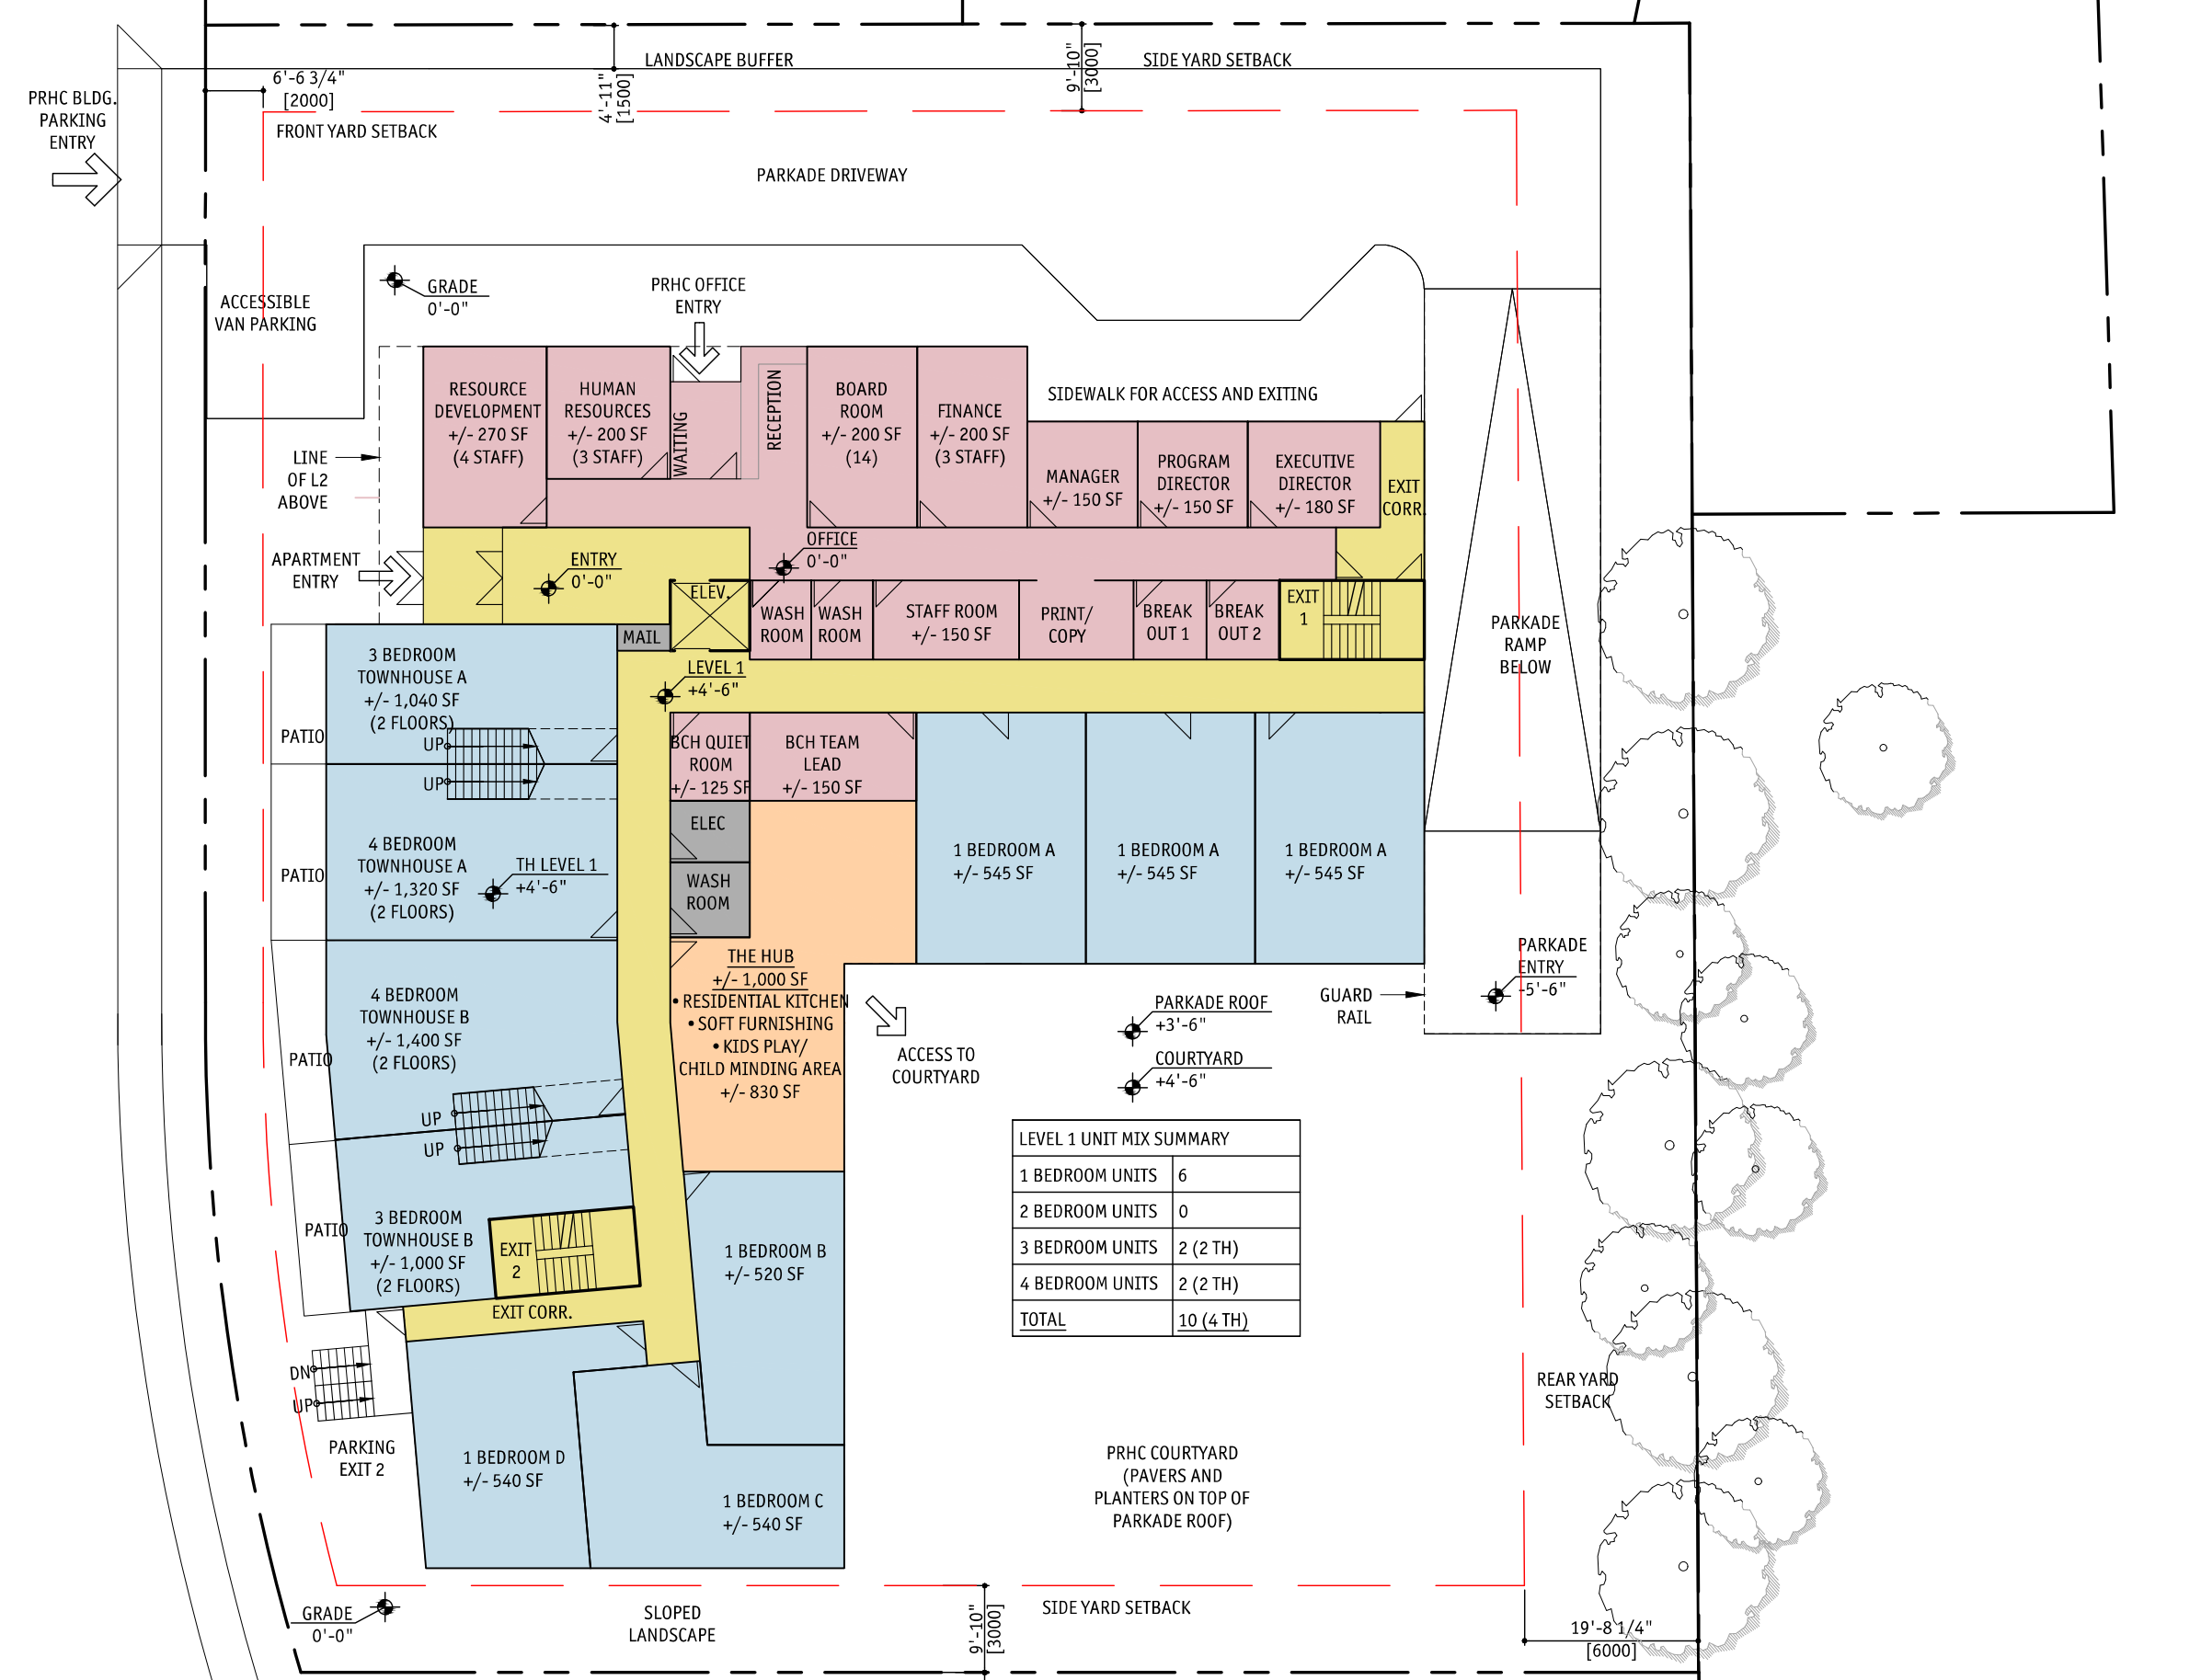 LANDSCAPE BUFFER
SIDE YARD SETBACK
6'-6 3/4"
[2000]
4'-11"
[1500]
9'-10"
[3000]
PRHC BLDG.
PARKING
ENTRY
FRONT YARD SETBACK
PARKADE DRIVEWAY
ACCESSIBLE
VAN PARKING
GRADE
0'-0"
PRHC OFFICE
ENTRY
LINE
OF L2
ABOVE
RESOURCE
DEVELOPMENT
+/- 270 SF
(4 STAFF)
HUMAN
RESOURCES
+/- 200 SF
(3 STAFF)
WAITING
RECEPTION
BOARD
ROOM
+/- 200 SF
(14)
FINANCE
+/- 200 SF
(3 STAFF)
SIDEWALK FOR ACCESS AND EXITING
MANAGER
+/- 150 SF
PROGRAM
DIRECTOR
+/- 150 SF
EXECUTIVE
DIRECTOR
+/- 180 SF
EXIT
CORR.
APARTMENT
ENTRY
ENTRY
0'-0"
OFFICE
0'-0"
ELEV.
MAIL
WASH
ROOM
WASH
ROOM
STAFF ROOM
+/- 150 SF
PRINT/
COPY
BREAK
OUT 1
BREAK
OUT 2
EXIT
1
PARKADE
RAMP
BELOW
3 BEDROOM
TOWNHOUSE A
+/- 1,040 SF
(2 FLOORS)
UP
UP
PATIO
LEVEL 1
+4'-6"
BCH QUIET
ROOM
+/- 125 SF
BCH TEAM
LEAD
+/- 150 SF
ELEC
WASH
ROOM
4 BEDROOM
TOWNHOUSE A
+/- 1,320 SF
(2 FLOORS)
PATIO
TH LEVEL 1
+4'-6"
1 BEDROOM A
+/- 545 SF
1 BEDROOM A
+/- 545 SF
1 BEDROOM A
+/- 545 SF
THE HUB
+/- 1,000 SF
• RESIDENTIAL KITCHEN
• SOFT FURNISHING
• KIDS PLAY/
CHILD MINDING AREA
+/- 830 SF
ACCESS TO
COURTYARD
PARKADE ROOF
+3'-6"
COURTYARD
+4'-6"
GUARD
RAIL
PARKADE
ENTRY
-5'-6"
4 BEDROOM
TOWNHOUSE B
+/- 1,400 SF
(2 FLOORS)
PATIO
UP
UP
3 BEDROOM
TOWNHOUSE B
+/- 1,000 SF
(2 FLOORS)
PATIO
EXIT
2
EXIT CORR.
1 BEDROOM B
+/- 520 SF
LEVEL 1 UNIT MIX SUMMARY
1 BEDROOM UNITS 6
2 BEDROOM UNITS 0
3 BEDROOM UNITS 2 (2 TH)
4 BEDROOM UNITS 2 (2 TH)
TOTAL 10 (4 TH)
DN
UP
PARKING
EXIT 2
1 BEDROOM D
+/- 540 SF
1 BEDROOM C
+/- 540 SF
PRHC COURTYARD
(PAVERS AND
PLANTERS ON TOP OF
PARKADE ROOF)
REAR YARD
SETBACK
GRADE
0'-0"
SLOPED
LANDSCAPE
9'-10"
[3000]
SIDE YARD SETBACK
19'-8 1/4"
[6000]